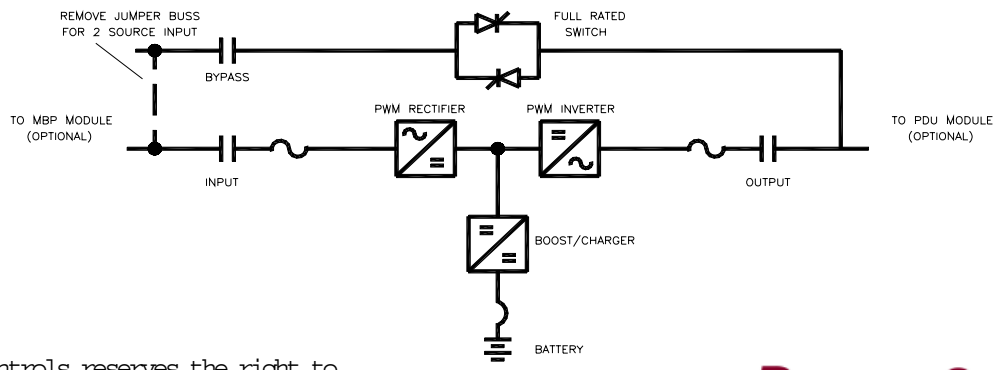 REMOVE JUMPER BUSS
FOR 2 SOURCE INPUT
FULL RATED
SWITCH
BYPASS
TO MBP MODULE
(OPTIONAL)
PWM RECTIFIER
PWM INVERTER
TO PDU MODULE
(OPTIONAL)
INPUT
OUTPUT
BOOST/CHARGER
BATTERY
reserves the right to